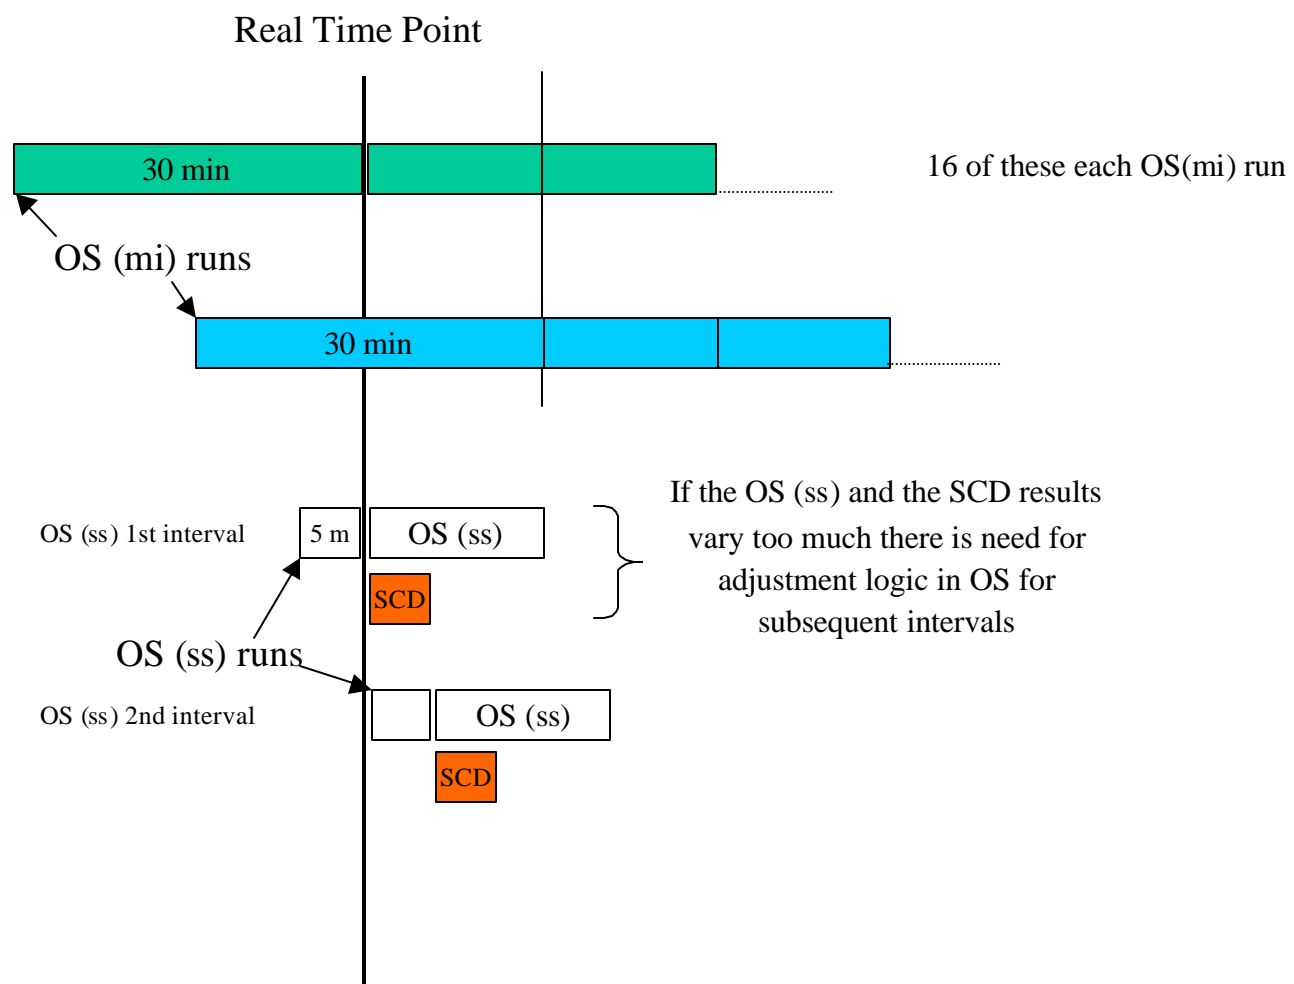 Real Time Point
30 min
16 of these each OS(mi) run
OS (mi) runs
30 min
If the OS (ss) and the SCD results
vary too much there is need for
adjustment logic in OS for
subsequent intervals
OS (ss) 1st interval
5 m
OS (ss)
SCD
OS (ss) runs
OS (ss) 2nd interval
OS (ss)
SCD